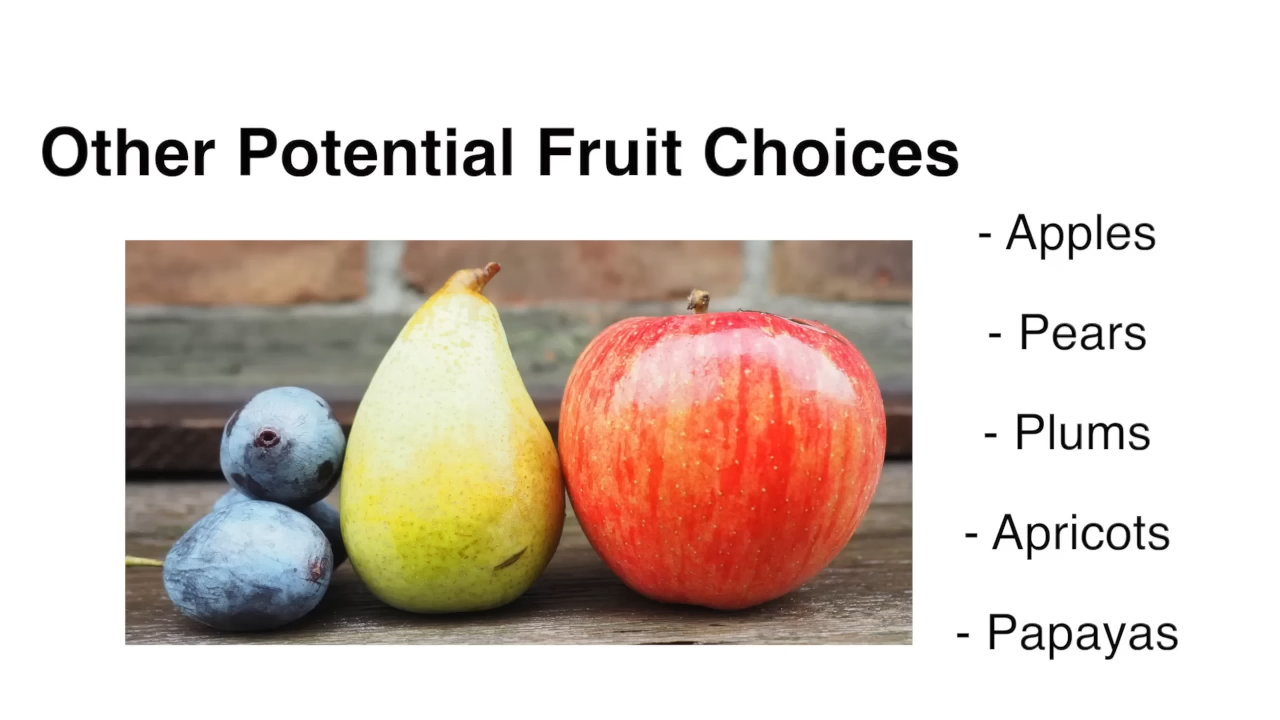 Other Potential Fruit Choices
- Apples
- Pears
- Plums
- Apricots
- Papayas